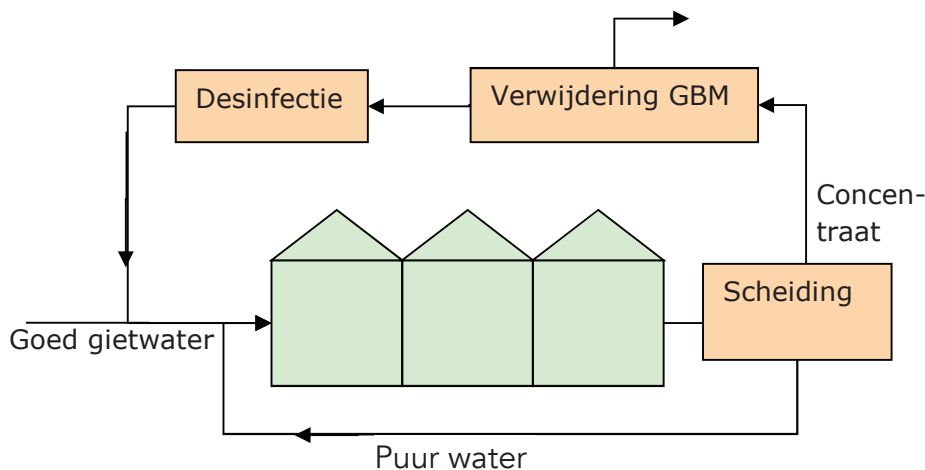 Desinfectie
Verwijdering GBM
Concen-
traat
Scheiding
Goed gietwater
Puur water